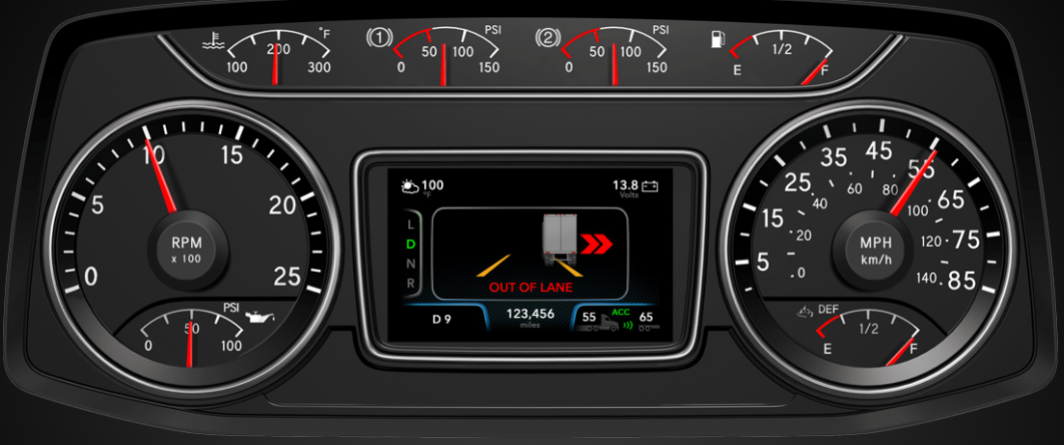 °F
200
100 300
(1)
PSI
50 100
0 150
(2)
PSI
50 100
0 150
1/2
E F
10 15
5 20
0 25
RPM
x 100
PSI
50
0 100
100
°F
13.8
Volts
L
D
N
R
OUT OF LANE
D 9
123,456
miles
55
ACC
65
45
35 55
25 65
15 75
5 85
60 80
40 100
20 120
0 140
MPH
km/h
DEF
1/2
E F